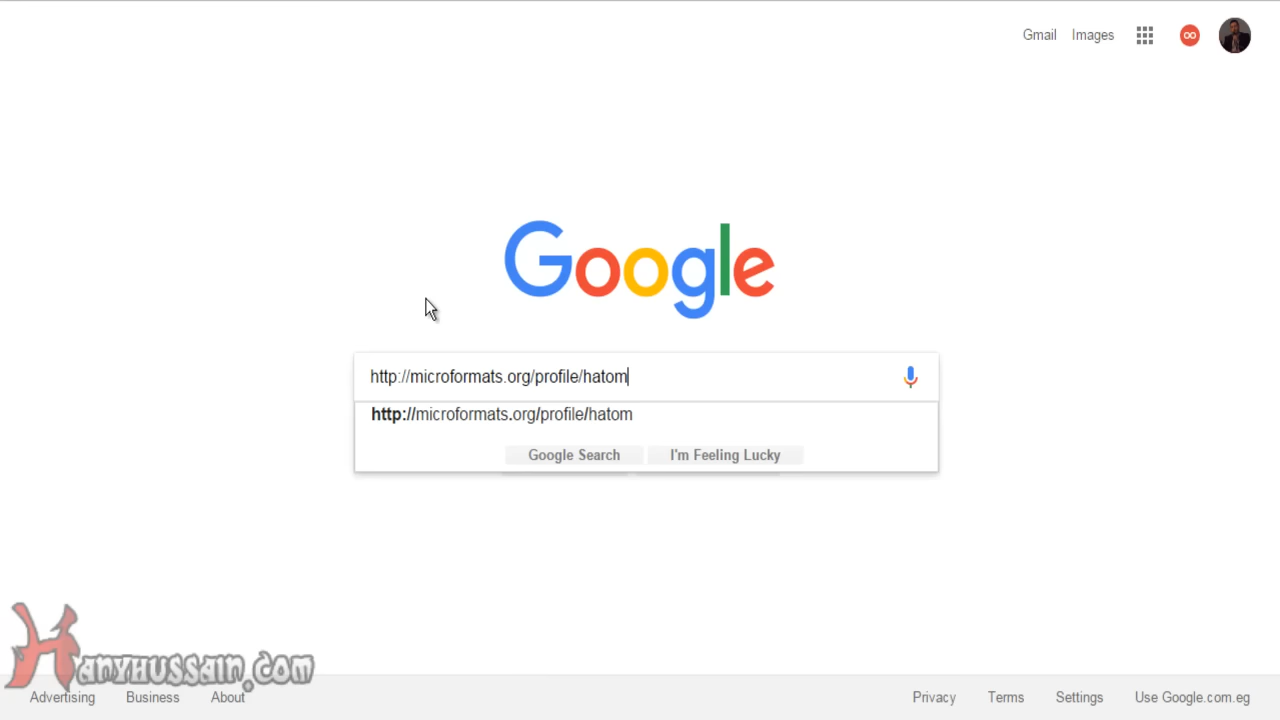 Gmail Images
Google
http://microformats.org/profile/hatom
http://microformats.org/profile/hatom
Google Search I'm Feeling Lucky
Hanyhussain.com
Advertising Business About Privacy Terms Settings Use Google.com.eg